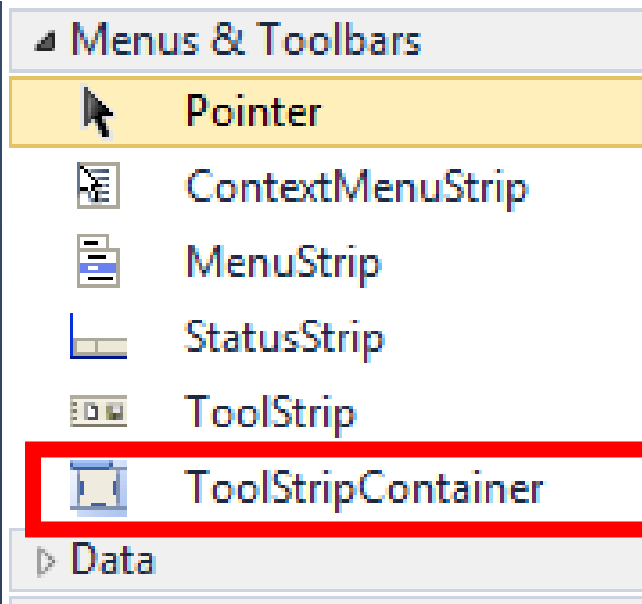 Menus & Toolbars
Pointer
ContextMenuStrip
MenuStrip
StatusStrip
ToolStrip
ToolStripContainer
Data